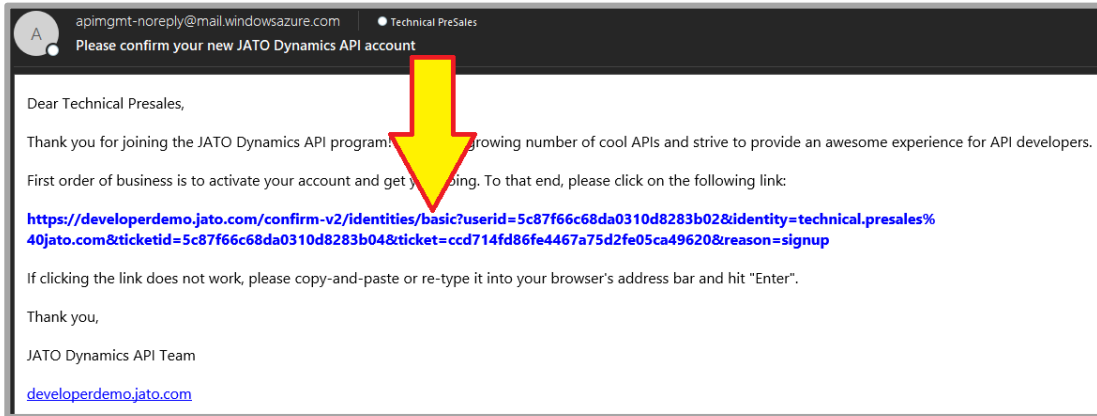 A
apimgmt-noreply@mail.windowsazure.com Technical PreSales
Please confirm your new JATO Dynamics API account
Dear Technical Presales,
Thank you for joining the JATO Dynamics API program! growing number of cool APIs and strive to provide an awesome experience for API developers.
First order of business is to activate your account and get ing. To that end, please click on the following link:
https://developerdemo.jato.com/confirm-v2/identities/basic?userid=5c87f66c68da0310d8283b02&identity=technical.presales%
40jato.com&ticketid=5c87f66c68da0310d8283b04&ticket=ccd714fd86fe4467a75d2fe05ca49620&reason=signup
If clicking the link does not work, please copy-and-paste or re-type it into your browser's address bar and hit "Enter".
Thank you,
JATO Dynamics API Team
developerdemo.jato.com